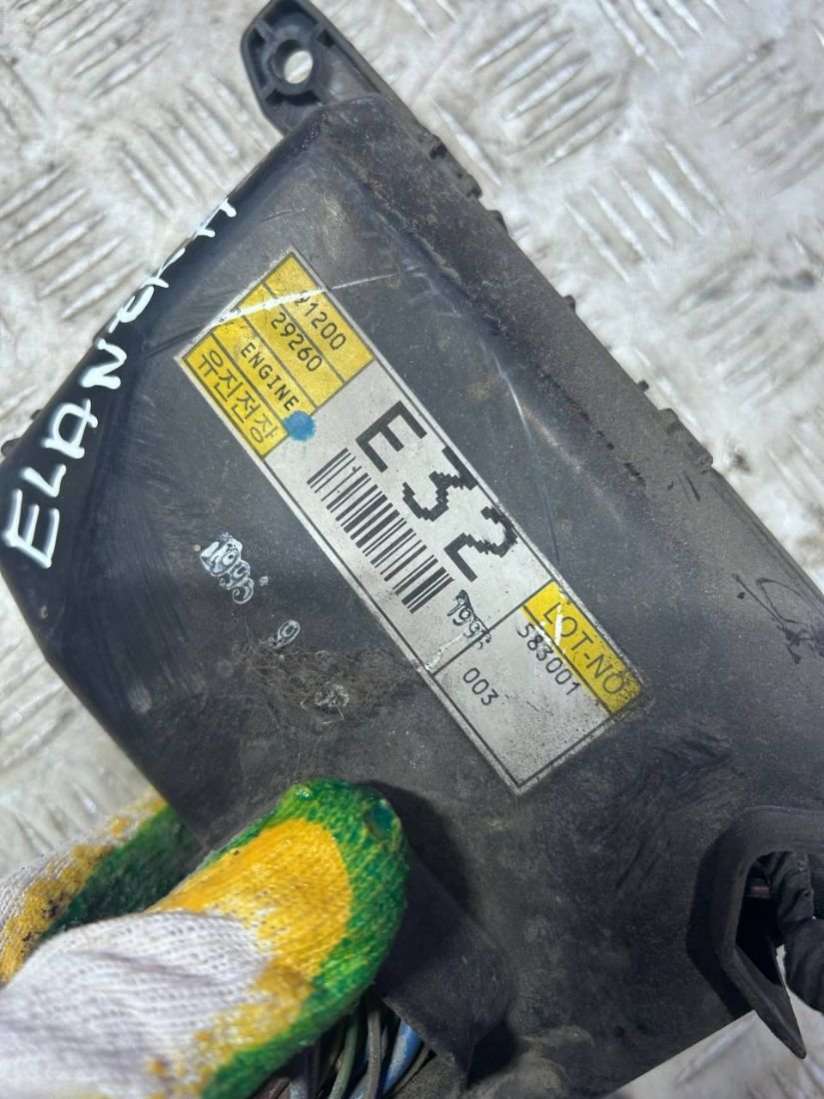 ELANTRA
91200
29260
ENGINE
유진전장
E32
LOT-NO
583001
003